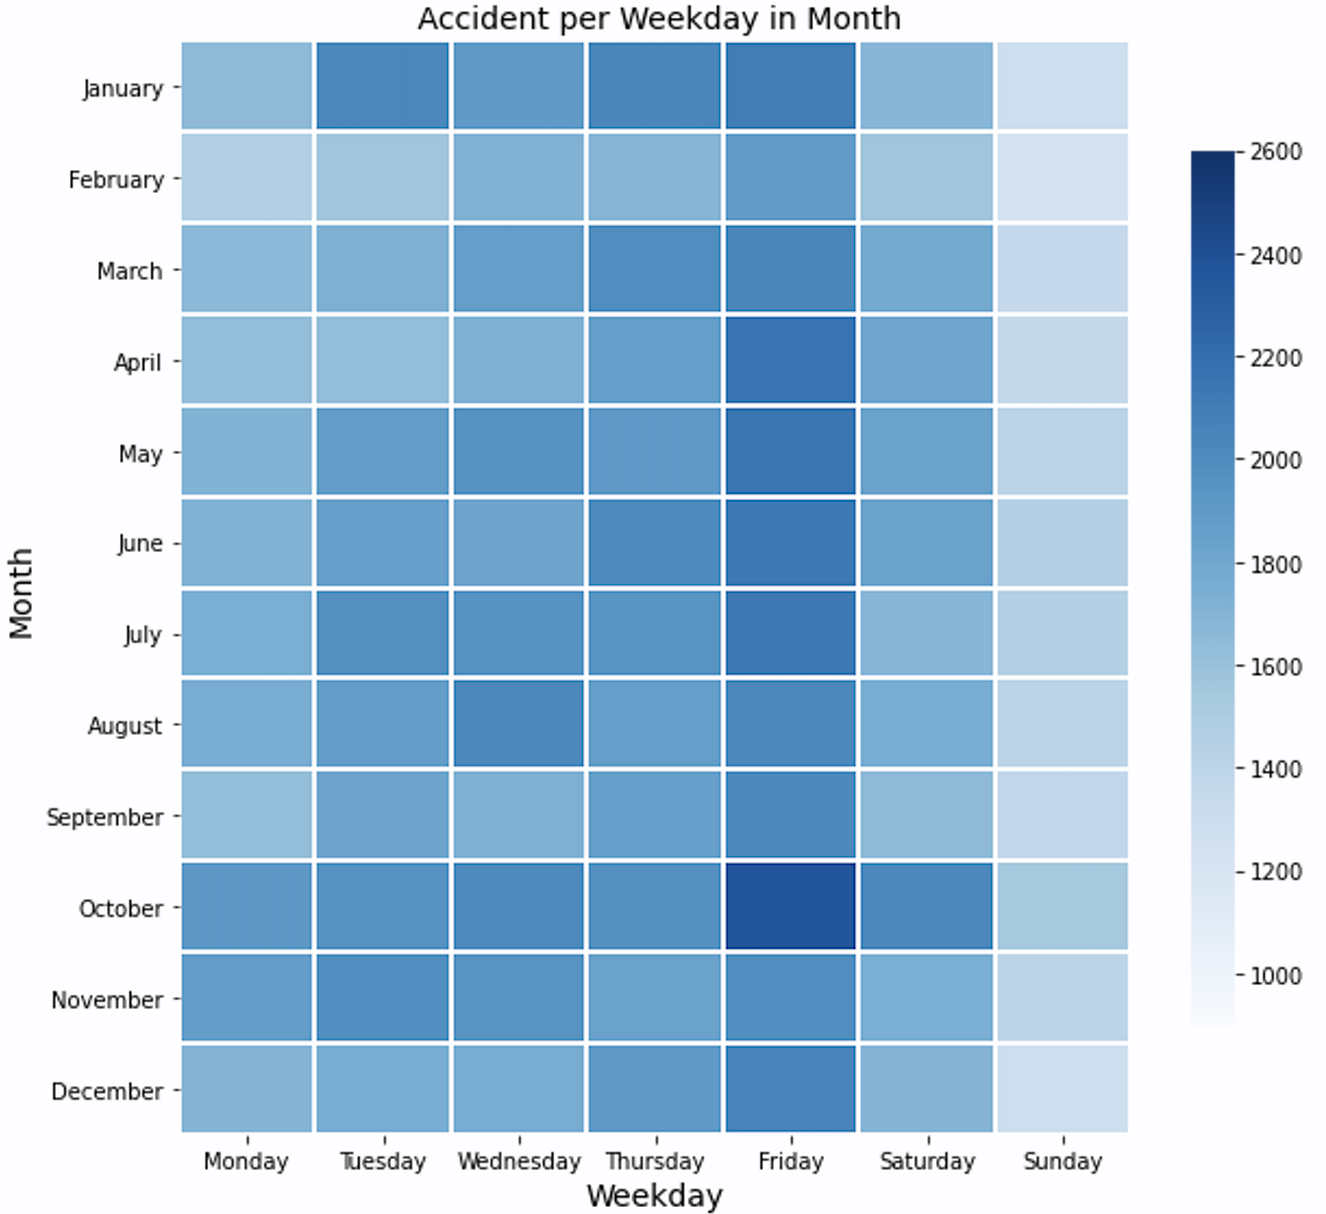 Accident per Weekday in Month
January
February
March
April
May
June
July
August
September
October
November
December
Month
Monday Tuesday Wednesday Thursday Friday Saturday Sunday
Weekday
2600
2400
2200
2000
1800
1600
1400
1200
1000